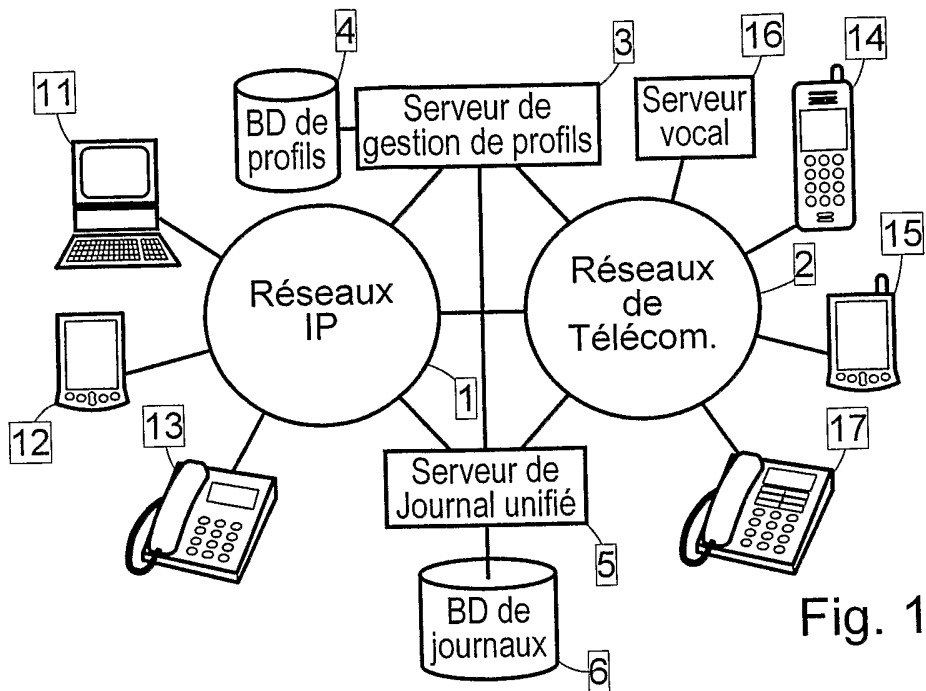 4
3
16
14
11
BD de
profils
Serveur de
gestion de profils
Serveur
vocal
Réseaux
IP
Réseaux
de
Télécom.
2
15
1
12
13
17
Serveur de
Journal unifié
5
BD de
journaux
6
Fig. 1